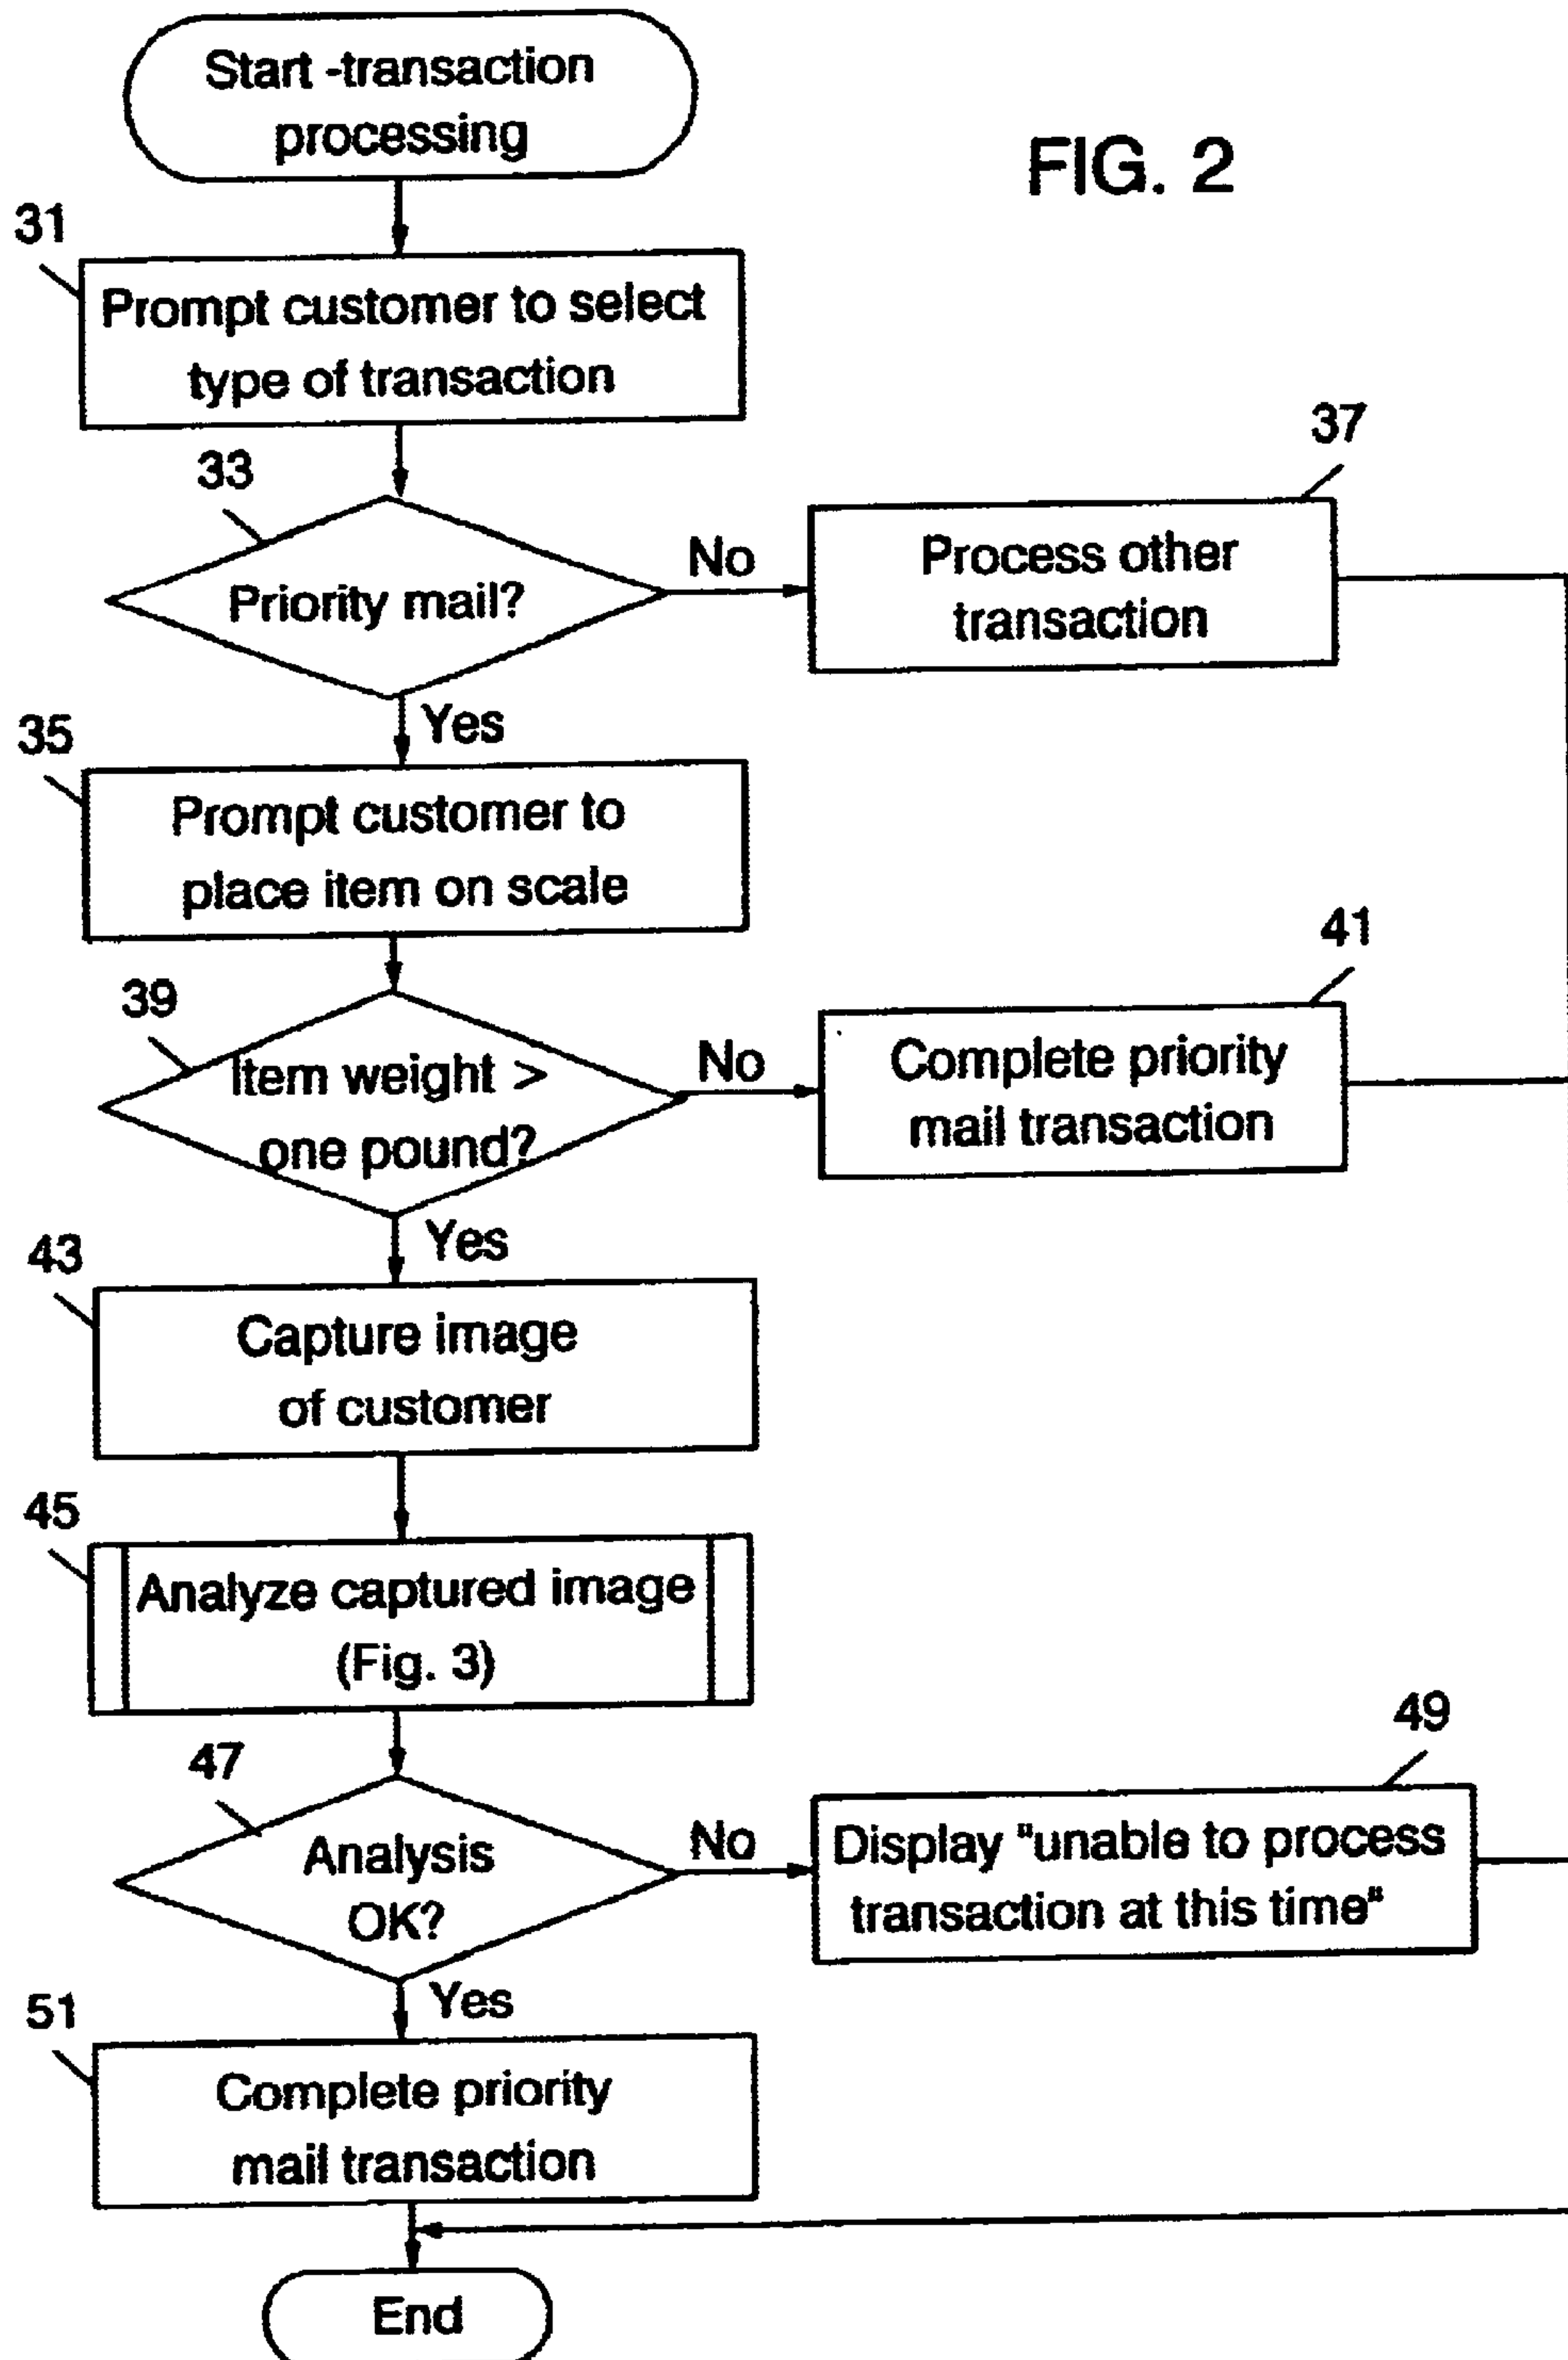 Start -transaction
processing
FIG. 2
31
Prompt customer to select
type of transaction
33
Priority mail?
No
37
Process other
transaction
Yes
35
Prompt customer to
place item on scale
39
Item weight >
one pound?
No
41
Complete priority
mail transaction
Yes
43
Capture image
of customer
45
Analyze captured image
(Fig. 3)
47
Analysis
OK?
No
49
Display "unable to process
transaction at this time"
Yes
51
Complete priority
mail transaction
End